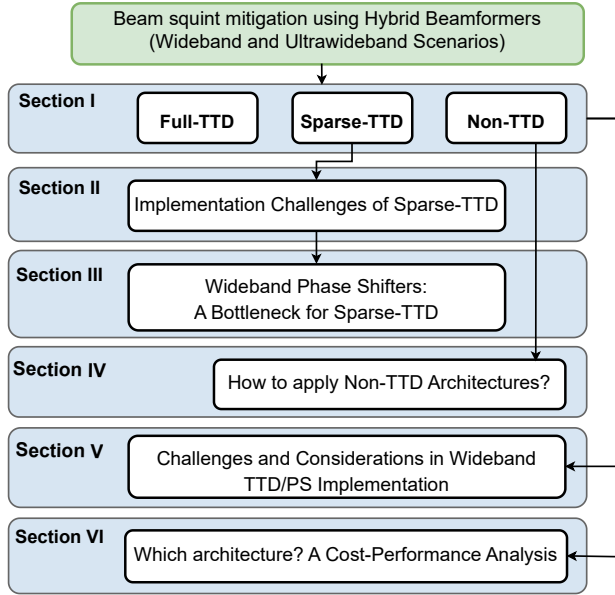 Beam squint mitigation using Hybrid Beamformers
(Wideband and Ultrawideband Scenarios)
Section I
Full-TTD
Sparse-TTD
Non-TTD
Section II
Implementation Challenges of Sparse-TTD
Section III
Wideband Phase Shifters:
A Bottleneck for Sparse-TTD
Section IV
How to apply Non-TTD Architectures?
Section V
Challenges and Considerations in Wideband
TTD/PS Implementation
Section VI
Which architecture? A Cost-Performance Analysis